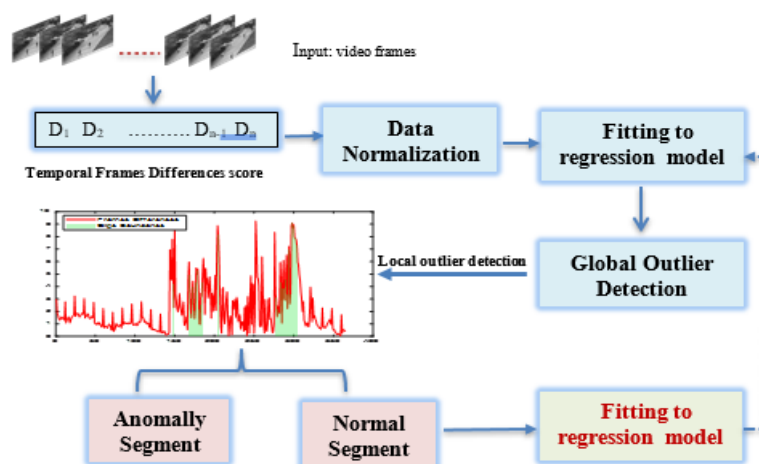 Input: video frames
D1 D2 .......... Dn-1 Dn
Data
Normalization
Fitting to
regression model
Temporal Frames Differences score
Local outlier detection
Global Outlier
Detection
Anomally
Segment
Normal
Segment
Fitting to
regression model